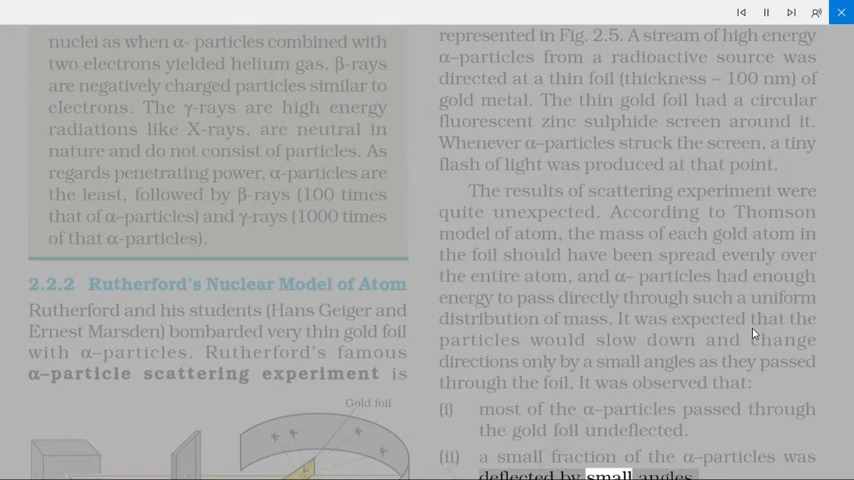 nuclei as when α- particles combined with
two electrons yielded helium gas. β-rays
are negatively charged particles similar to
electrons. The γ-rays are high energy
radiations like X-rays, are neutral in
nature and do not consist of particles. As
regards penetrating power, α-particles are
the least, followed by β-rays (100 times
that of α–particles) and γ-rays (1000 times
of that α-particles).
2.2.2 Rutherford's Nuclear Model of Atom
Rutherford and his students (Hans Geiger and
Ernest Marsden) bombarded very thin gold foil
with α–particles. Rutherford's famous
α–particle scattering experiment is
Gold foil
represented in Fig. 2.5. A stream of high energy
α–particles from a radioactive source was
directed at a thin foil (thickness ~ 100 nm) of
gold metal. The thin gold foil had a circular
fluorescent zinc sulphide screen around it.
Whenever α–particles struck the screen, a tiny
flash of light was produced at that point.
The results of scattering experiment were
quite unexpected. According to Thomson
model of atom, the mass of each gold atom in
the foil should have been spread evenly over
the entire atom, and α– particles had enough
energy to pass directly through such a uniform
distribution of mass. It was expected that the
particles would slow down and change
directions only by a small angles as they passed
through the foil. It was observed that:
(i) most of the α–particles passed through
the gold foil undeflected.
(ii) a small fraction of the α–particles was
deflected by small angles.